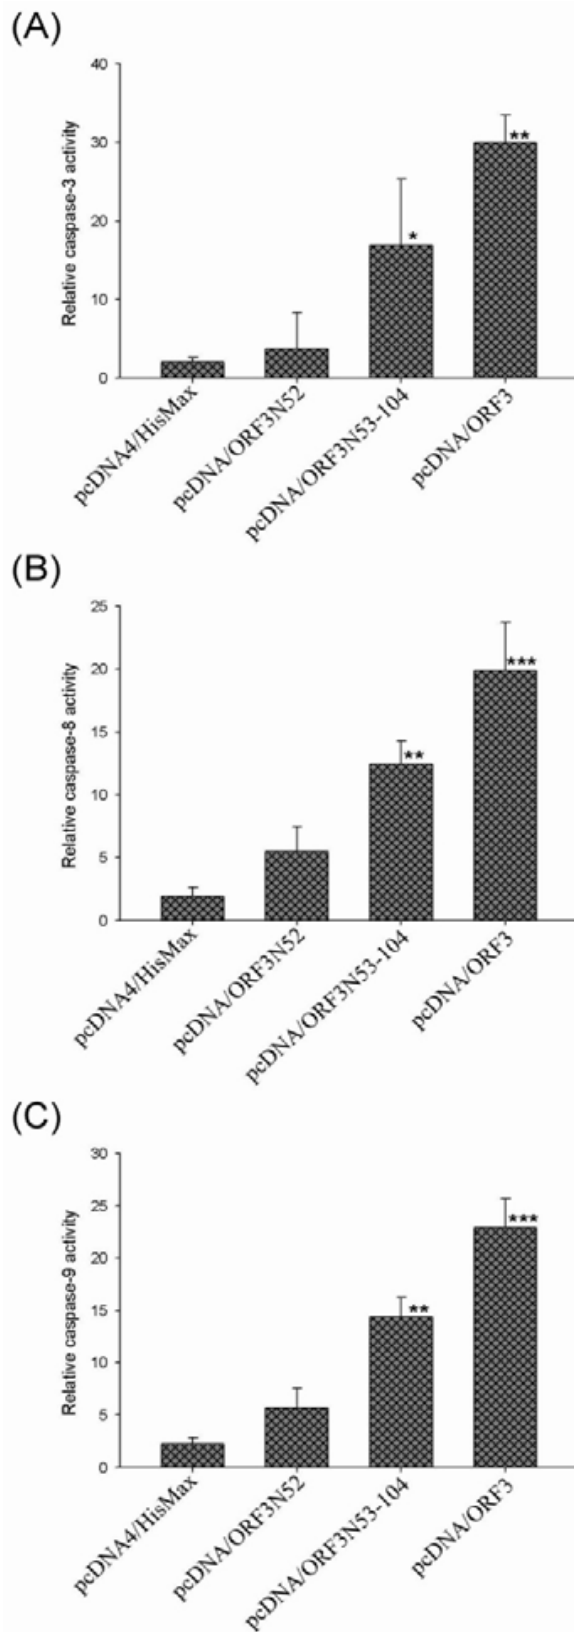 (A)
Relative caspase-3 activity
40
30
20
10
0
*
**
pcDNA4/HisMax
pcDNA/ORF3N52
pcDNA/ORF3N53-104
pcDNA/ORF3
(B)
Relative caspase-8 activity
25
20
15
10
5
0
**
***
pcDNA4/HisMax
pcDNA/ORF3N52
pcDNA/ORF3N53-104
pcDNA/ORF3
(C)
Relative caspase-9 activity
30
25
20
15
10
5
0
**
***
pcDNA4/HisMax
pcDNA/ORF3N52
pcDNA/ORF3N53-104
pcDNA/ORF3